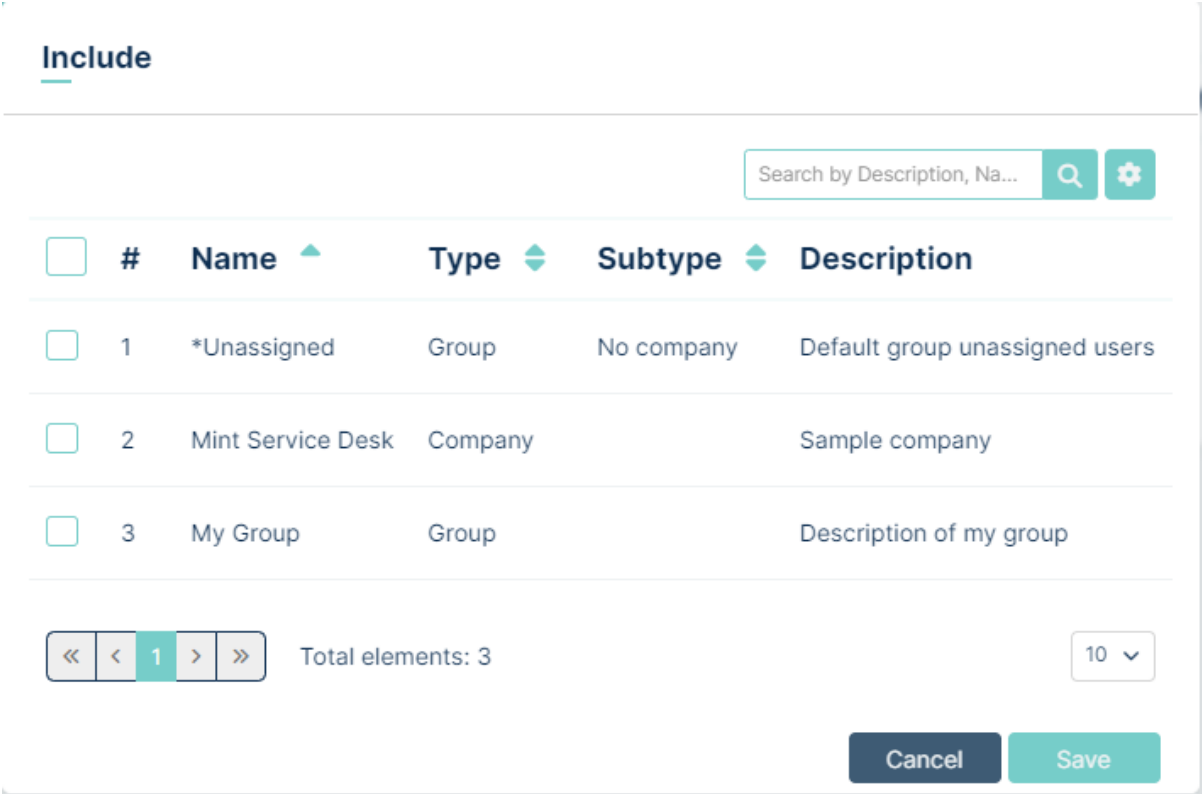 Include
Search by Description, Na...
# Name Type Subtype Description
1 *Unassigned Group No company Default group unassigned users
2 Mint Service Desk Company Sample company
3 My Group Group Description of my group
« < 1 > » Total elements: 3 10
Cancel Save